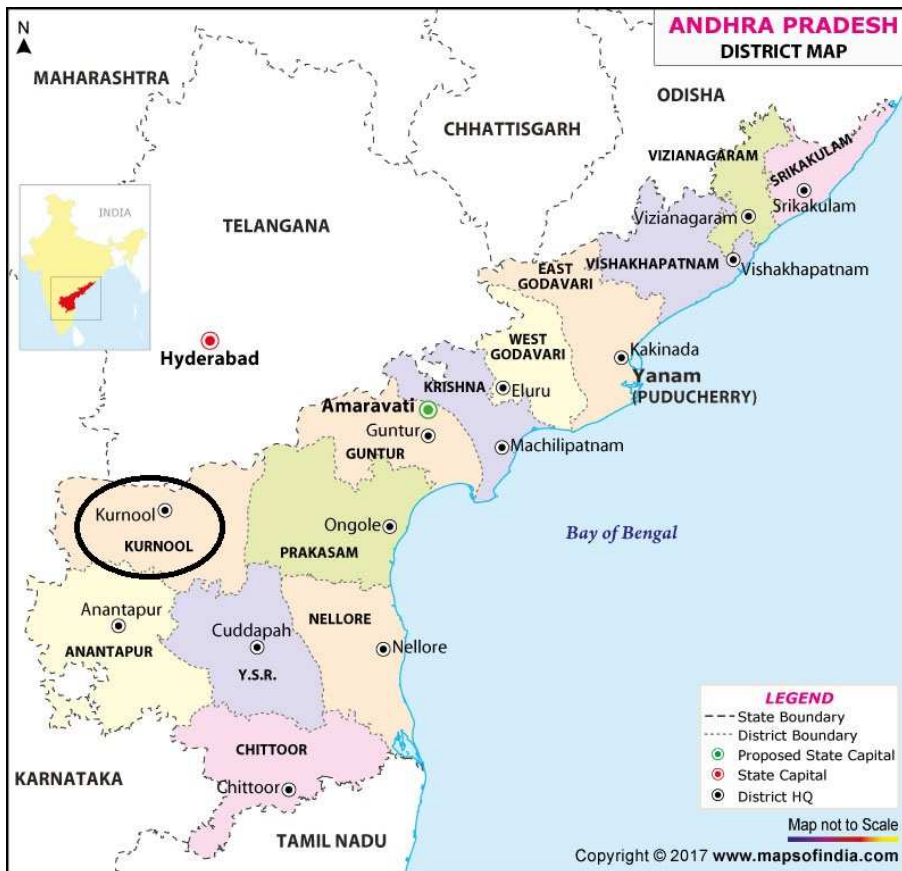 ANDHRA PRADESH
DISTRICT MAP
N
MAHARASHTRA
ODISHA
CHHATTISGARH
VIZIANAGARAM
SRIKAKULAM
Srikakulam
INDIA
Vizianagaram
TELANGANA
EAST
GODAVARI
VISHAKHAPATNAM
Vishakhapatnam
WEST
GODAVARI
Hyderabad
Kakinada
Yanam
(PUDUCHERRY)
KRISHNA
Eluru
Amaravati
Guntur
GUNTUR
Machilipatnam
Kurnool
KURNOOL
Ongole
PRAKASAM
Bay of Bengal
Anantapur
ANANTAPUR
Cuddapah
Y.S.R.
NELLORE
Nellore
CHITTOOR
Chittoor
KARNATAKA
TAMIL NADU
LEGEND
State Boundary
District Boundary
Proposed State Capital
State Capital
District HQ
Map not to Scale
Copyright © 2017 www.mapsofindia.com